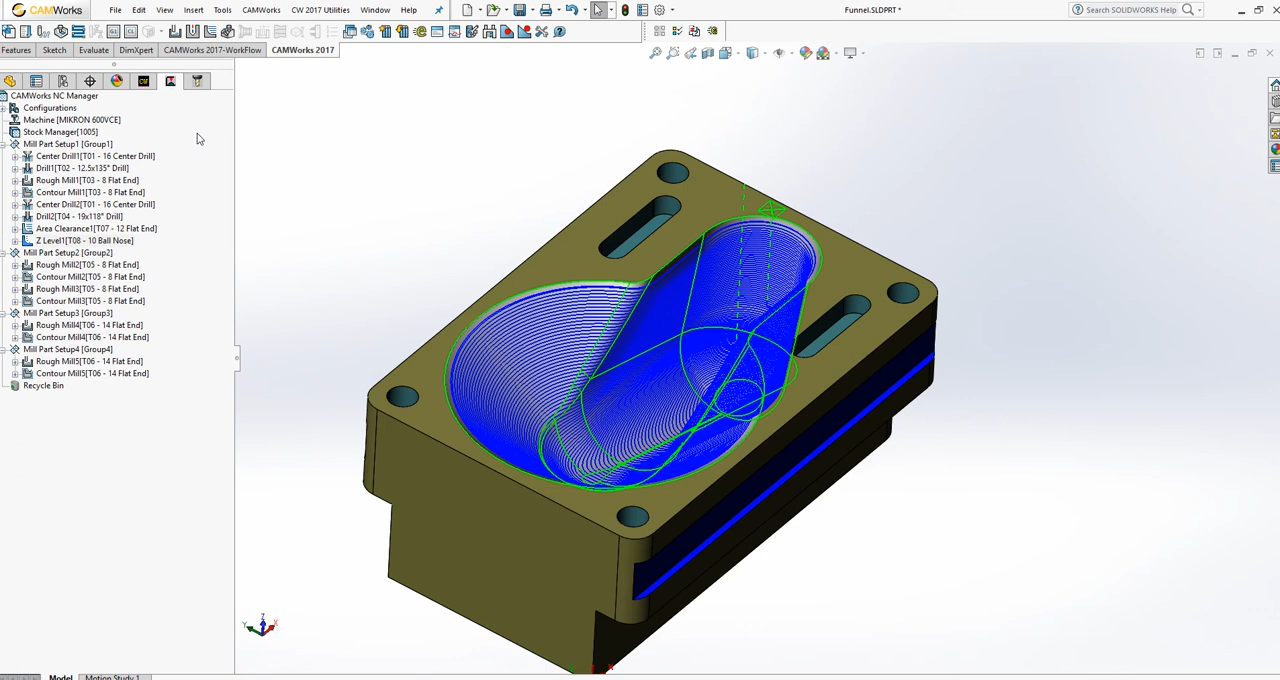 CAMWorks File Edit View Insert Tools CAMWorks CW 2017 Utilities Window Help Funnel.SLDPRT * Search SOLIDWORKS Help
Features Sketch Evaluate DimXpert CAMWorks 2017-WorkFlow CAMWorks 2017
CAMWorks NC Manager
Configurations
Machine [MIKRON 600VCE]
Stock Manager[1005]
Mill Part Setup1 [Group1]
Center Drill1[T01 - 16 Center Drill]
Drill1[T02 - 12.5x135° Drill]
Rough Mill1[T03 - 8 Flat End]
Contour Mill1[T03 - 8 Flat End]
Center Drill2[T01 - 16 Center Drill]
Drill2[T04 - 19x118° Drill]
Area Clearance1[T07 - 12 Flat End]
Z Level1[T08 - 10 Ball Nose]
Mill Part Setup2 [Group2]
Rough Mill2[T05 - 8 Flat End]
Contour Mill2[T05 - 8 Flat End]
Rough Mill3[T05 - 8 Flat End]
Contour Mill3[T05 - 8 Flat End]
Mill Part Setup3 [Group3]
Rough Mill4[T06 - 14 Flat End]
Contour Mill4[T06 - 14 Flat End]
Mill Part Setup4 [Group4]
Rough Mill5[T06 - 14 Flat End]
Contour Mill5[T06 - 14 Flat End]
Recycle Bin
Z
Y X
Model Motion Study 1